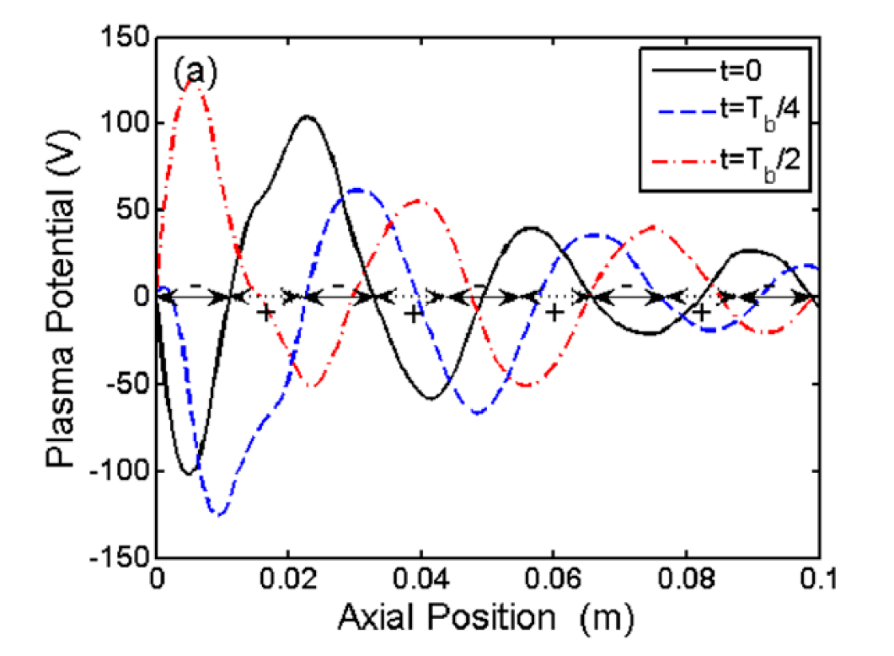 (a)
t=0
t=T_b/4
t=T_b/2
150
100
50
0
-50
-100
-150
- - - - -
+ + + +
0 0.02 0.04 0.06 0.08 0.1
Plasma Potential (V)
Axial Position (m)